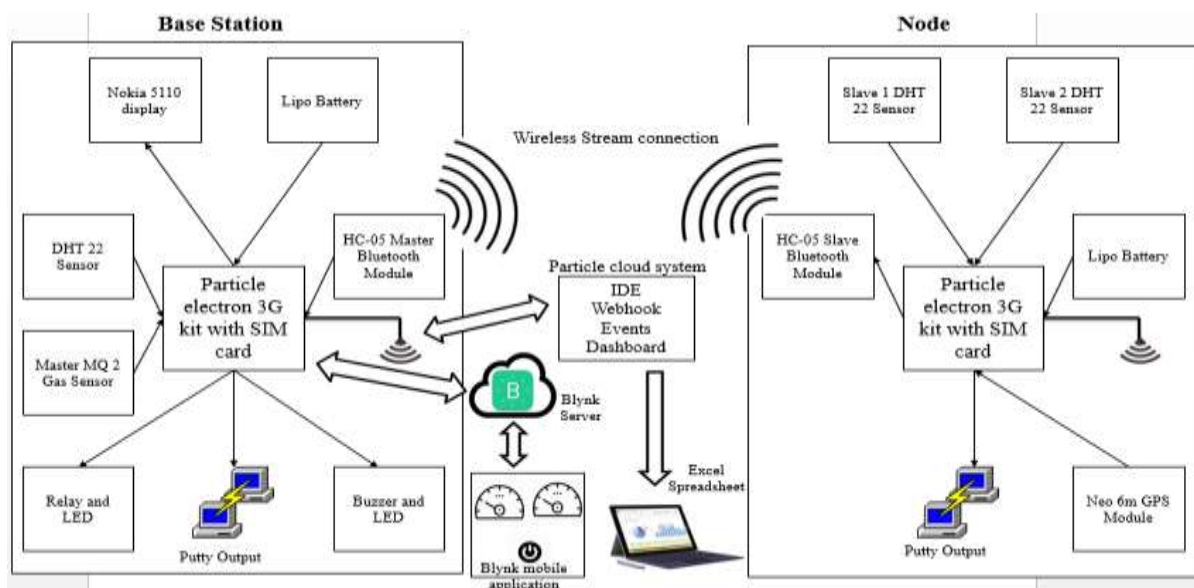 Base Station
Node
Nokia 5110
display
Lipo Battery
DHT 22
Sensor
HC-05 Master
Bluetooth
Module
Particle
electron 3G
kit with SIM
card
Master MQ 2
Gas Sensor
Relay and
LED
Putty Output
Buzzer and
LED
Wireless Stream connection
Particle cloud system
IDE
Webhook
Events
Dashboard
B
Blynk
Server
Blynk mobile
application
Excel
Spreadsheet
Slave 1 DHT
22 Sensor
Slave 2 DHT
22 Sensor
HC-05 Slave
Bluetooth
Module
Particle
electron 3G
kit with SIM
card
Lipo Battery
Putty Output
Neo 6m GPS
Module